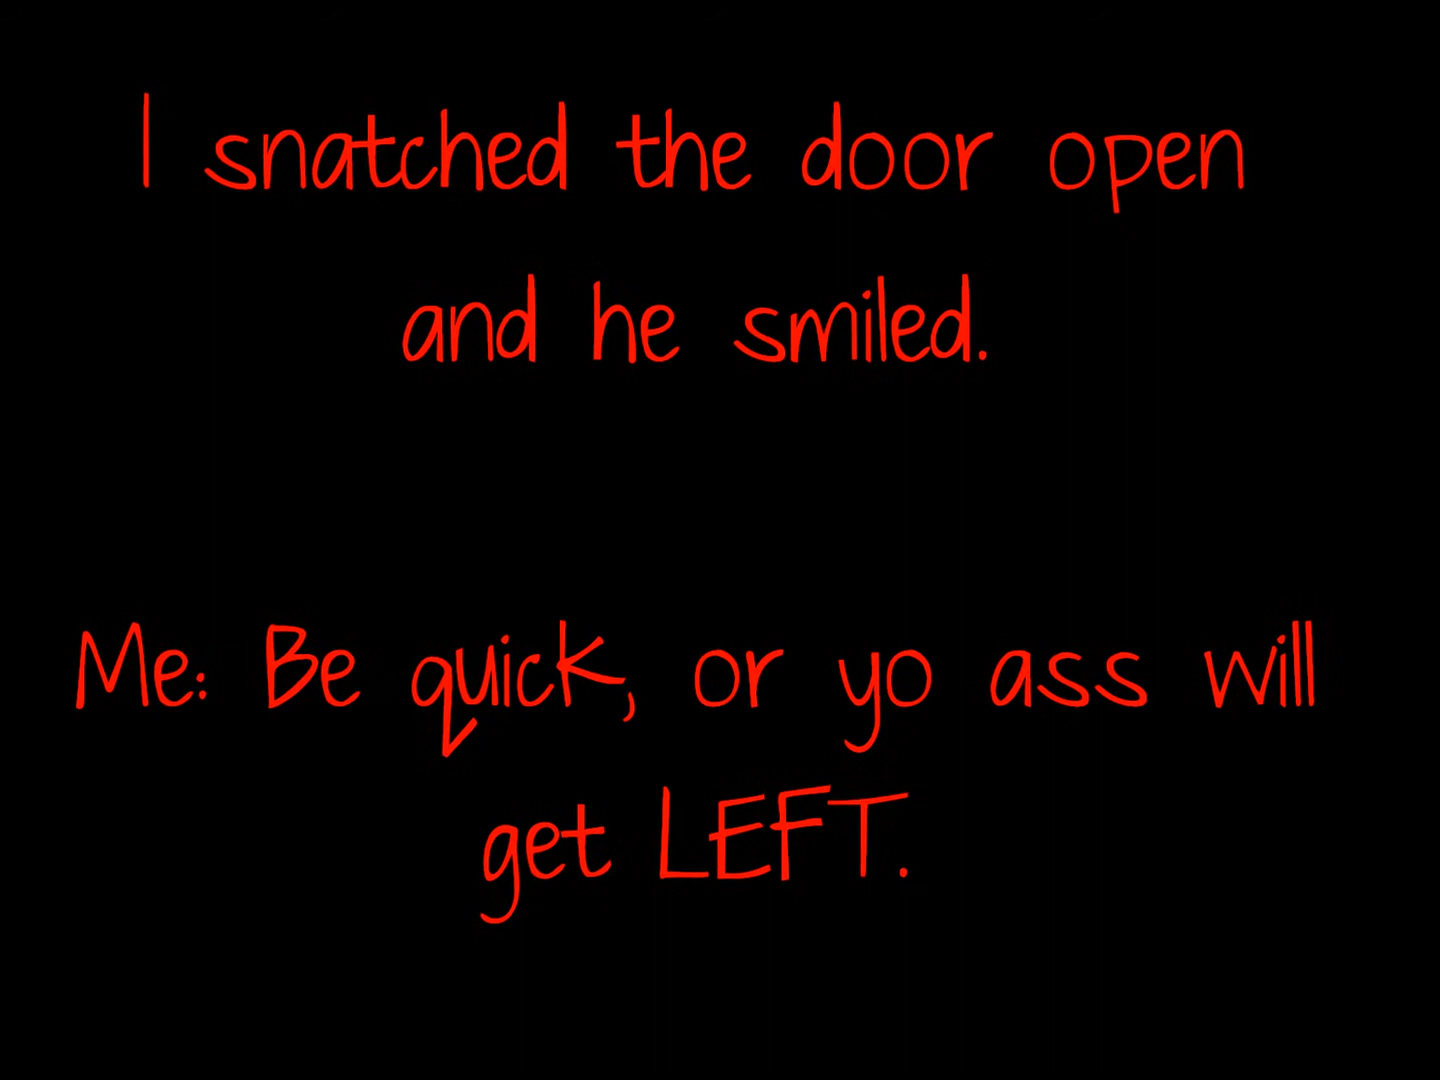 I snatched the door open
and he smiled.
Me: Be quick, or yo ass will
get LEFT.